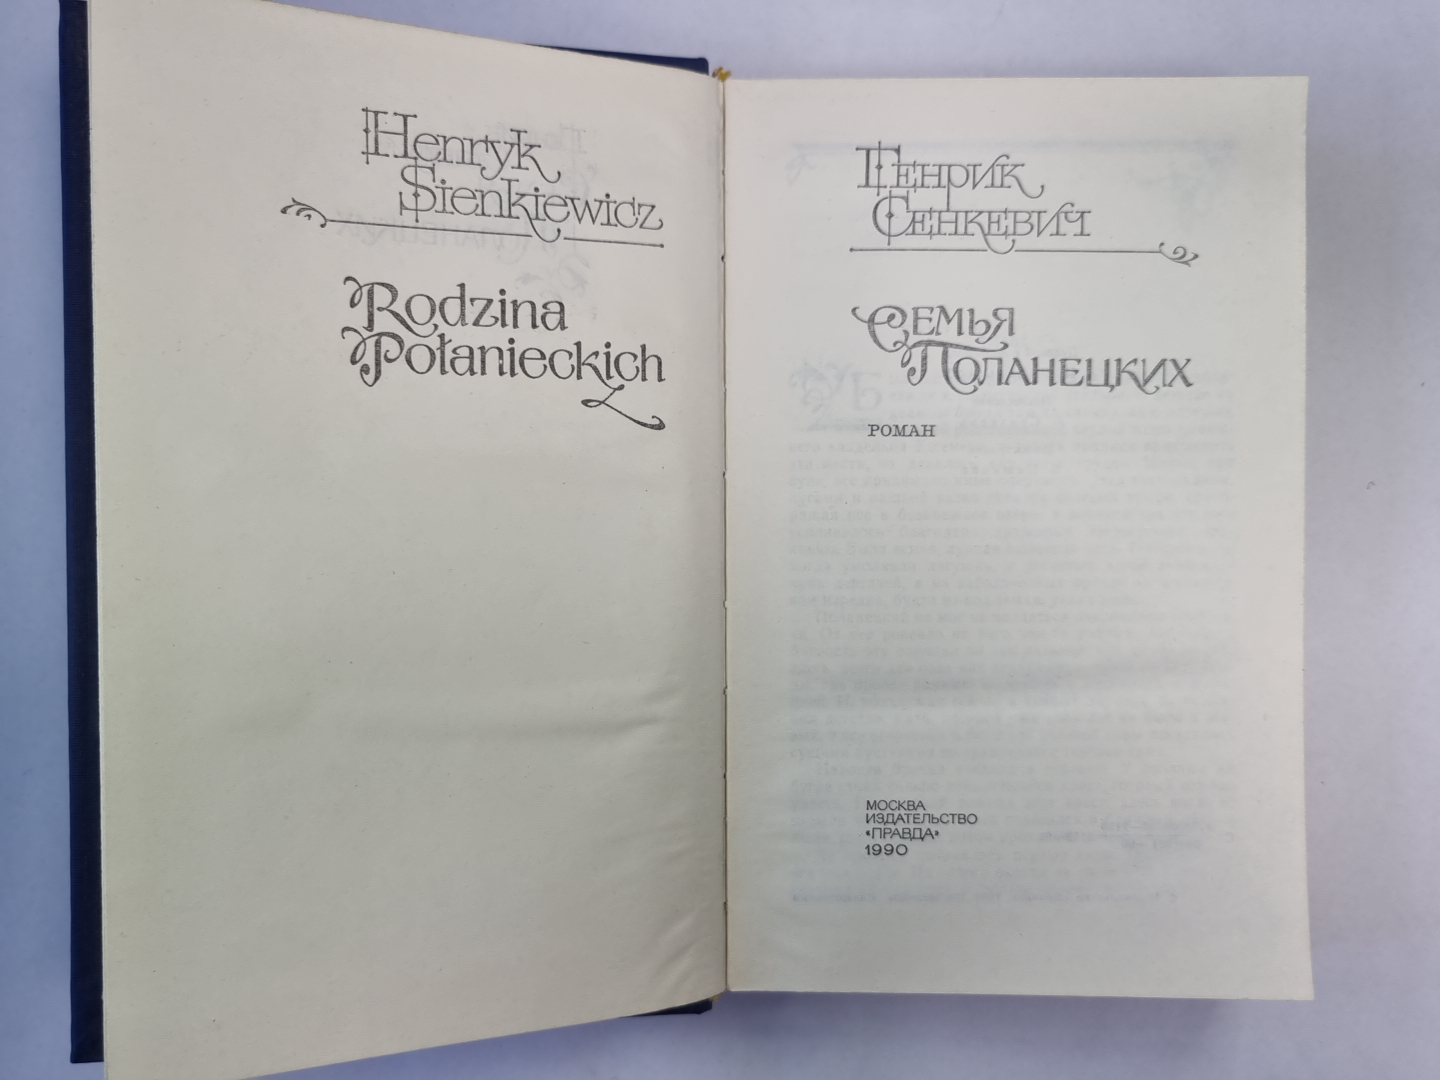 Henryk
Sienkiewicz
Rodzina
Połanieckich
Генрик
Сенкевич
Семья
Поланецких
РОМАН
МОСКВА
ИЗДАТЕЛЬСТВО
«ПРАВДА»
1990